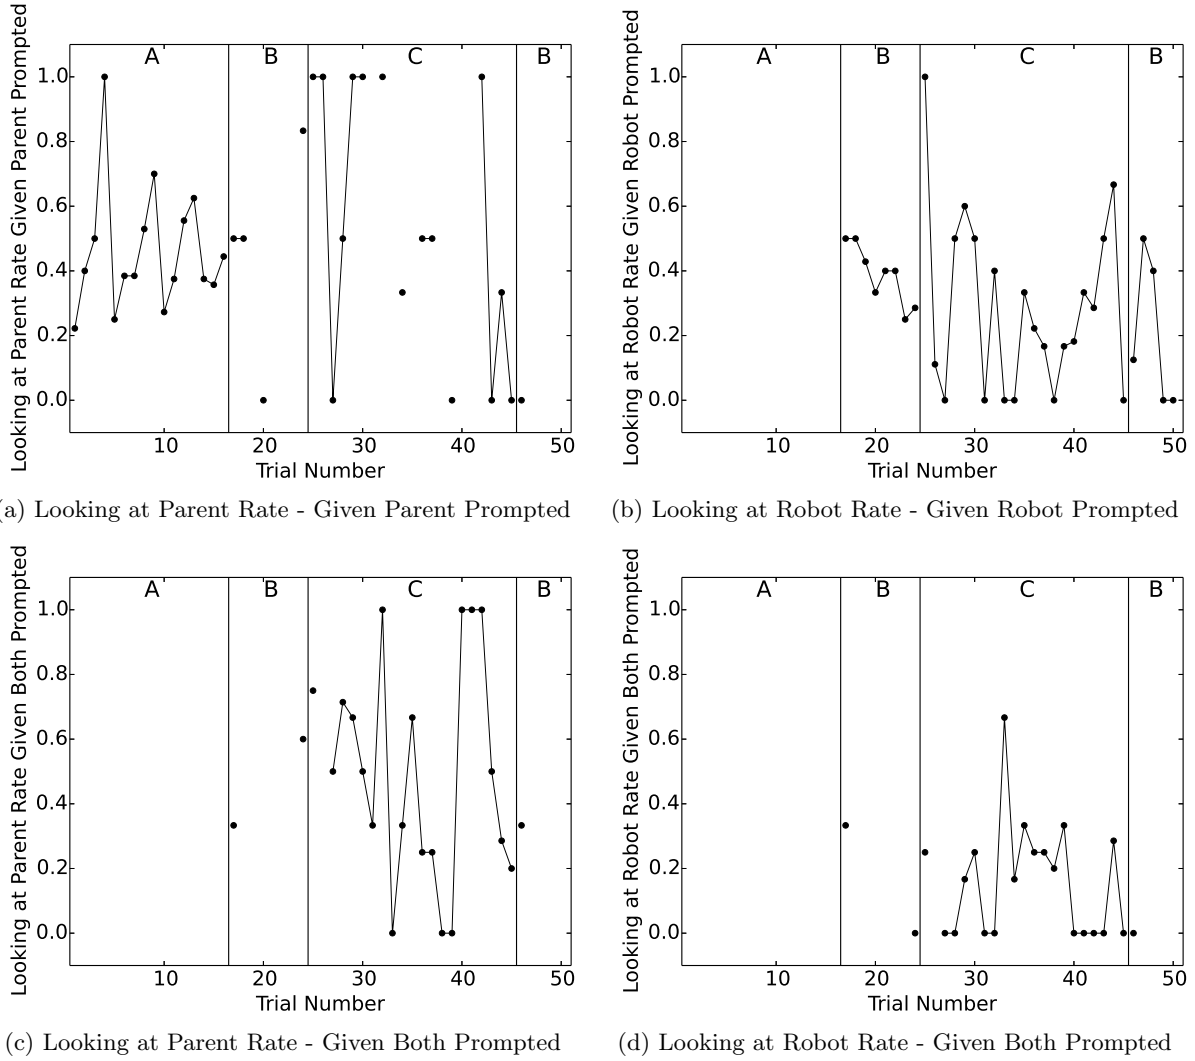 A B C B
Looking at Parent Rate Given Parent Prompted
1.0
0.8
0.6
0.4
0.2
0.0
10 20 30 40 50
Trial Number
a) Looking at Parent Rate - Given Parent Prompted
A B C B
Looking at Robot Rate Given Robot Prompted
1.0
0.8
0.6
0.4
0.2
0.0
10 20 30 40 50
Trial Number
(b) Looking at Robot Rate - Given Robot Prompted
A B C B
Looking at Parent Rate Given Both Prompted
1.0
0.8
0.6
0.4
0.2
0.0
10 20 30 40 50
Trial Number
(c) Looking at Parent Rate - Given Both Prompted
A B C B
Looking at Robot Rate Given Both Prompted
1.0
0.8
0.6
0.4
0.2
0.0
10 20 30 40 50
Trial Number
(d) Looking at Robot Rate - Given Both Prompted